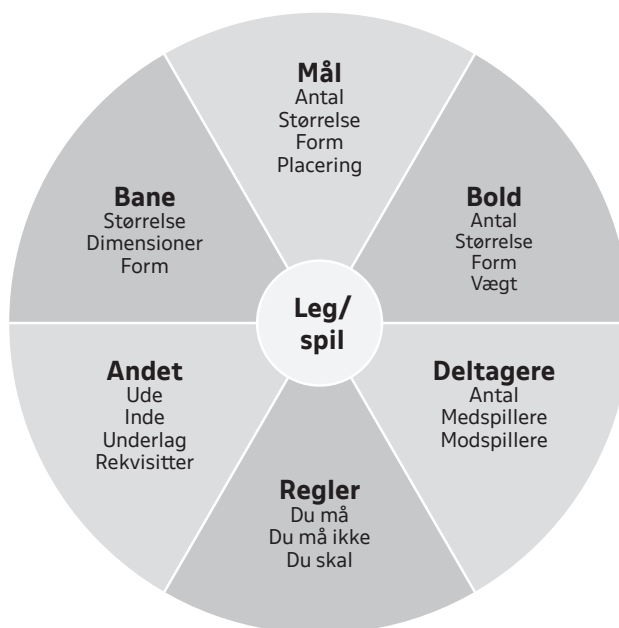 Mål
Antal
Størrelse
Form
Placering
Bold
Antal
Størrelse
Form
Vægt
Deltagere
Antal
Medspillere
Modspillere
Regler
Du må
Du må ikke
Du skal
Andet
Ude
Inde
Underlag
Rekvisitter
Bane
Størrelse
Dimensioner
Form
Leg/
spil